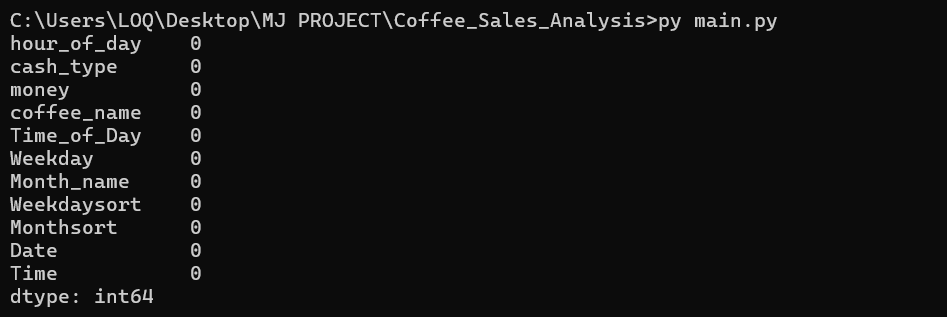 C:\Users\LOQ\Desktop\MJ PROJECT\Coffee_Sales_Analysis>py main.py
hour_of_day    0
cash_type      0
money          0
coffee_name    0
Time_of_Day    0
Weekday        0
Month_name     0
Weekdaysort    0
Monthsort      0
Date           0
Time           0
dtype: int64